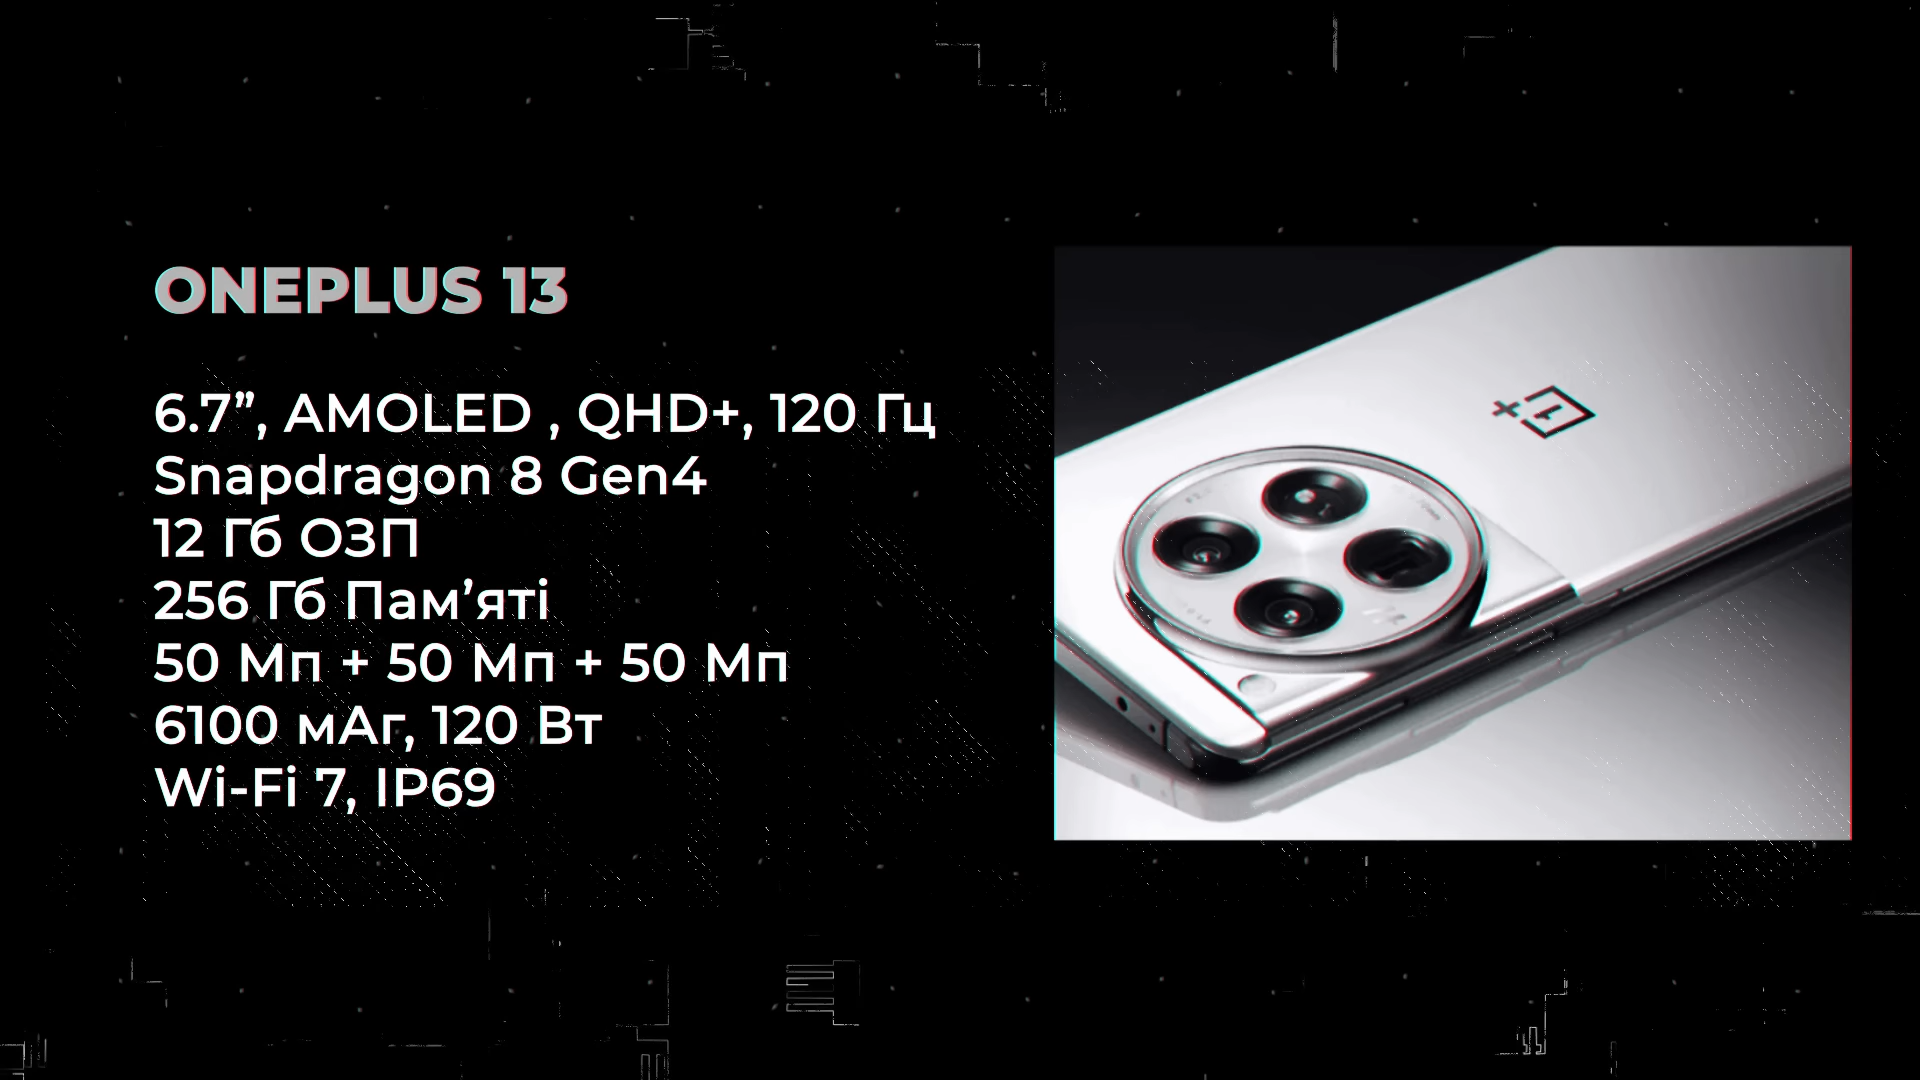 ONEPLUS 13
6.7”, AMOLED , QHD+, 120 Гц
Snapdragon 8 Gen4
12 Гб ОЗП
256 Гб Пам’яті
50 Мп + 50 Мп + 50 Мп
6100 мАг, 120 Вт
Wi-Fi 7, IP69